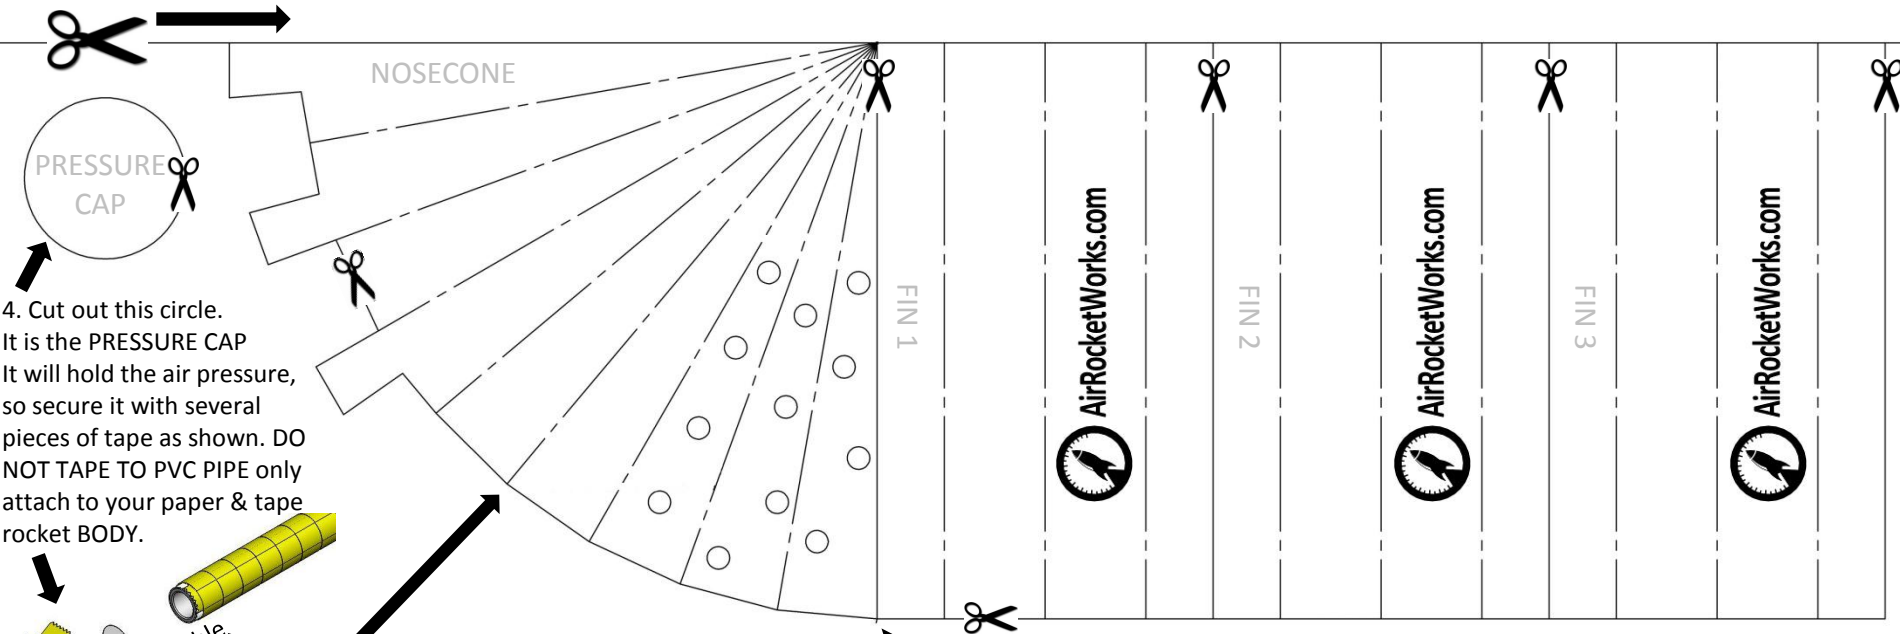 NOSECONE
PRESSURE
CAP
4. Cut out this circle.
It is the PRESSURE CAP
It will hold the air pressure,
so secure it with several
pieces of tape as shown. DO
NOT TAPE TO PVC PIPE only
attach to your paper & tape
rocket BODY.
FIN 1
AirRocketWorks.com
FIN 2
AirRocketWorks.com
FIN 3
AirRocketWorks.com